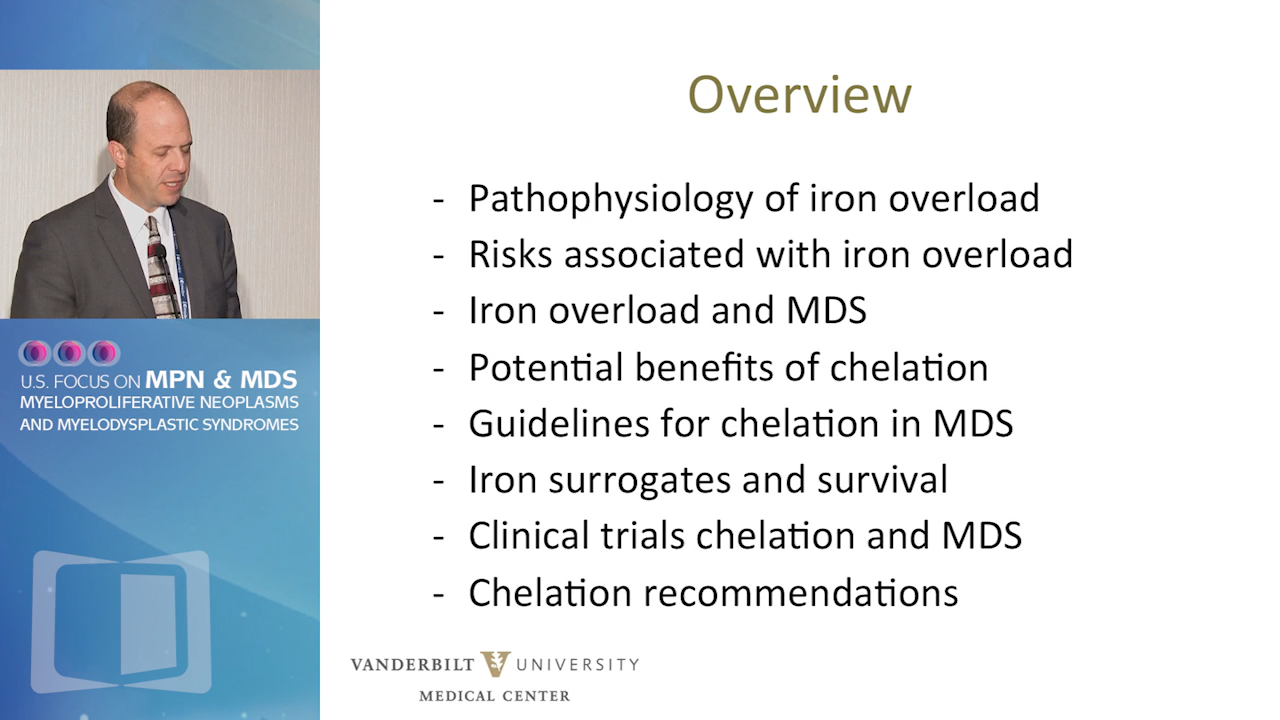 Overview
- Pathophysiology of iron overload
- Risks associated with iron overload
- Iron overload and MDS
- Potential benefits of chelation
- Guidelines for chelation in MDS
- Iron surrogates and survival
- Clinical trials chelation and MDS
- Chelation recommendations
VANDERBILT UNIVERSITY
MEDICAL CENTER
U.S. FOCUS ON MPN & MDS
MYELOPROLIFERATIVE NEOPLASMS
AND MYELODYSPLASTIC SYNDROMES